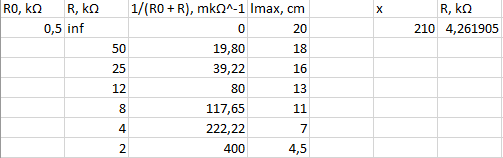 R0, kΩ R, kΩ 1/(R0 + R), mkΩ^-1 Imax, cm x R, kΩ
0,5 inf 0 20 210 4,261905
50 19,80 18
25 39,22 16
12 80 13
8 117,65 11
4 222,22 7
2 400 4,5